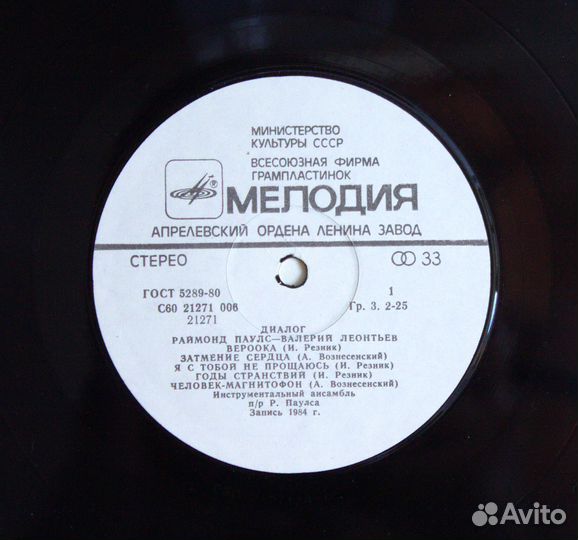 МИНИСТЕРСТВО
КУЛЬТУРЫ СССР
ВСЕСОЮЗНАЯ ФИРМА
ГРАМПЛАСТИНОК
МЕЛОДИЯ
АПРЕЛЕВСКИЙ ОРДЕНА ЛЕНИНА ЗАВОД
СТЕРЕО 33
ГОСТ 5289-80 1
С60 21271 006 Гр. 3. 2-25
21271
ДИАЛОГ
РАЙМОНД ПАУЛС—ВАЛЕРИЙ ЛЕОНТЬЕВ
ВЕРООКА (И. Резник)
ЗАТМЕНИЕ СЕРДЦА (А. Вознесенский)
Я С ТОБОЙ НЕ ПРОЩАЮСЬ (И. Резник)
ГОДЫ СТРАНСТВИЙ (И. Резник)
ЧЕЛОВЕК-МАГНИТОФОН (А. Вознесенский)
Инструментальный ансамбль
п/р Р. Паулса
Запись 1984 г.
Avito